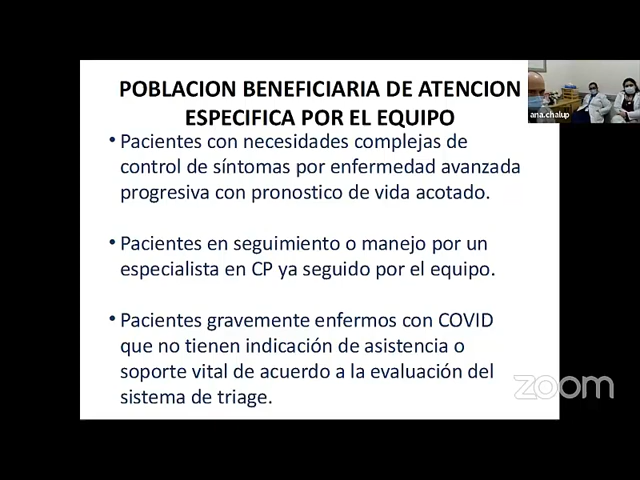 POBLACION BENEFICIARIA DE ATENCION
ESPECIFICA POR EL EQUIPO
• Pacientes con necesidades complejas de
control de síntomas por enfermedad avanzada
progresiva con pronostico de vida acotado.
• Pacientes en seguimiento o manejo por un
especialista en CP ya seguido por el equipo.
• Pacientes gravemente enfermos con COVID
que no tienen indicación de asistencia o
soporte vital de acuerdo a la evaluación del
sistema de triage.
ana.chalup
zoom